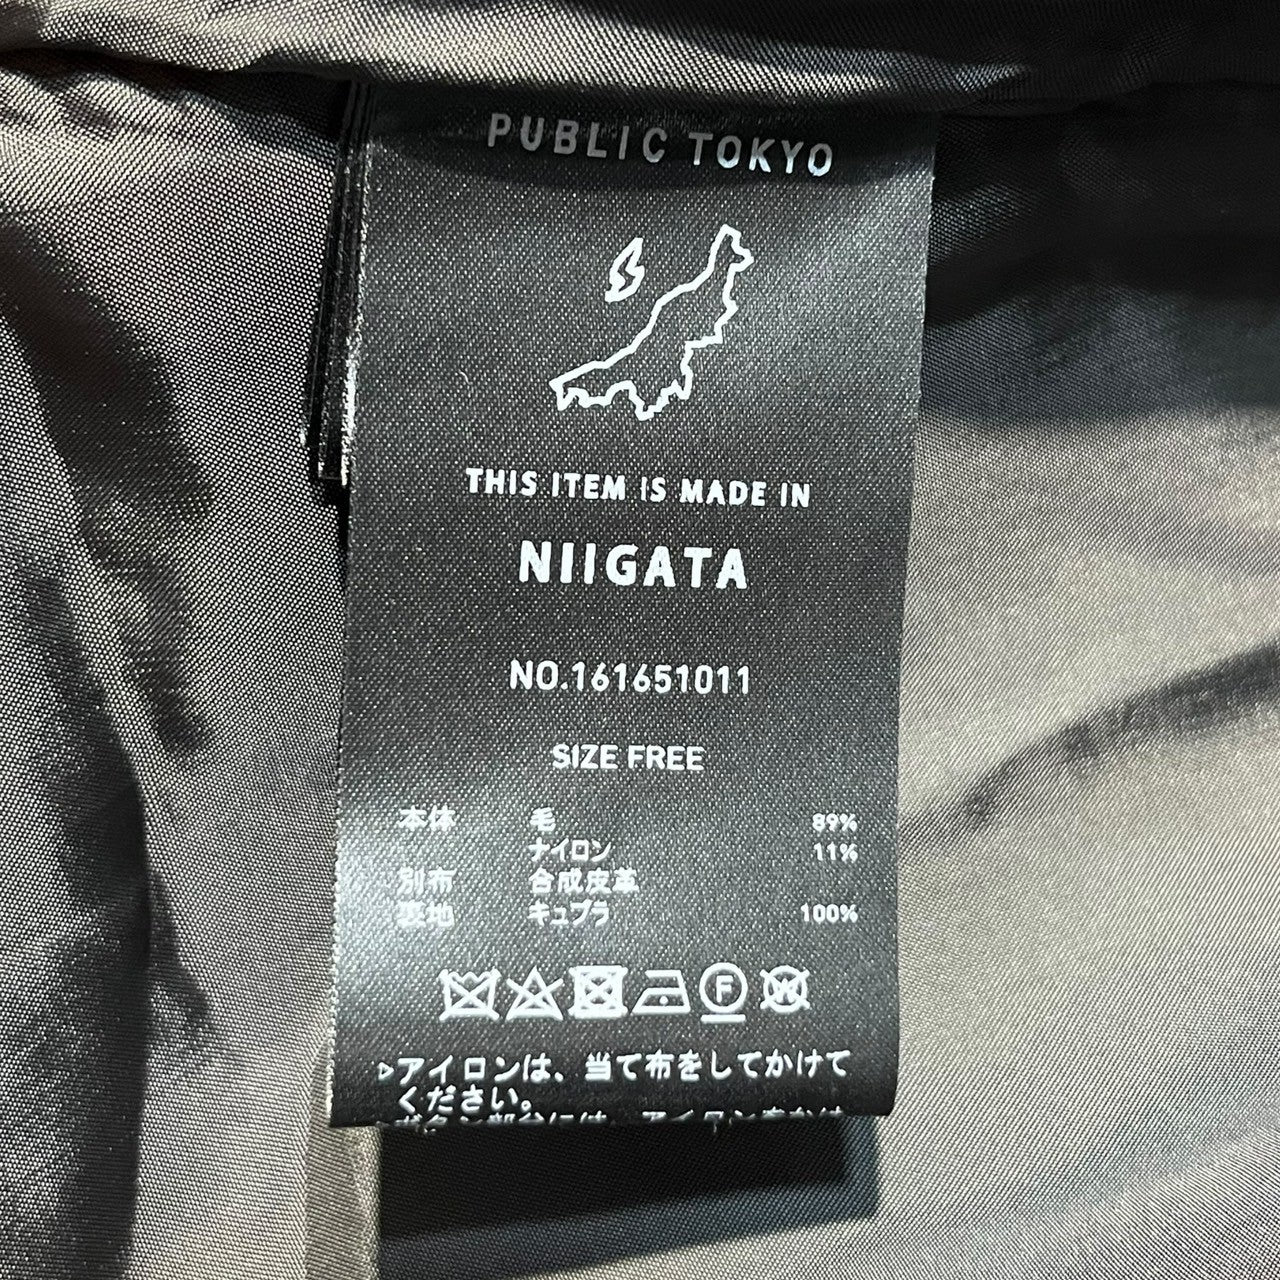 PUBLIC TOKYO
THIS ITEM IS MADE IN
NIIGATA
NO.161651011
SIZE FREE
本体 毛 89%
ナイロン 11%
別布 合成皮革
裏地 キュプラ 100%
F W
▷アイロンは、当て布をしてかけて
ください。